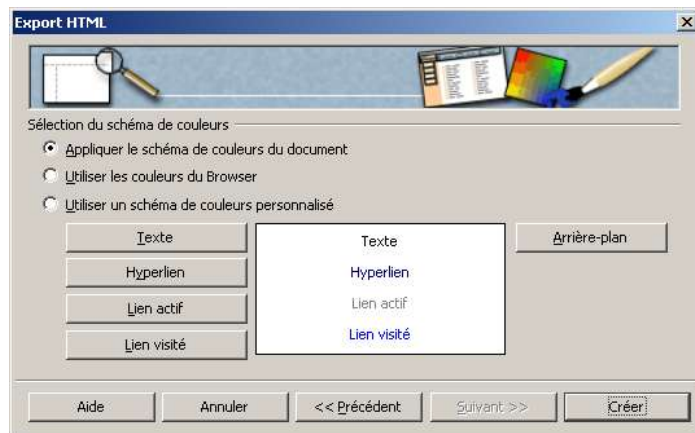 Export HTML
Sélection du schéma de couleurs
Appliquer le schéma de couleurs du document
Utiliser les couleurs du Browser
Utiliser un schéma de couleurs personnalisé
Texte Texte Arrière-plan
Hyperlien Hyperlien
Lien actif Lien actif
Lien visité Lien visité
Aide Annuler << Précédent Suivant >> Créer